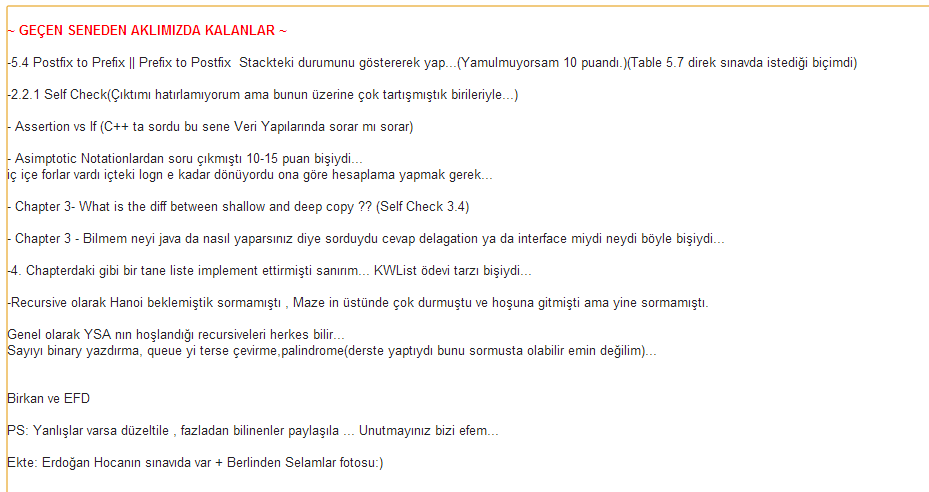 ~ GEÇEN SENEDEN AKLIMIZDA KALANLAR ~
-5.4 Postfix to Prefix || Prefix to Postfix  Stackteki durumunu göstererek yap...(Yamulmuyorsam 10 puandı.)(Table 5.7 direk sınavda istediği biçimdi)
-2.2.1 Self Check(Çıktımı hatırlamıyorum ama bunun üzerine çok tartışmıştık birileriyle...)
- Assertion vs If (C++ ta sordu bu sene Veri Yapılarında sorar mı sorar)
- Asimptotic Notationlardan soru çıkmıştı 10-15 puan bişiydi...
iç içe forlar vardı içteki logn e kadar dönüyordu ona göre hesaplama yapmak gerek...
- Chapter 3- What is the diff between shallow and deep copy ?? (Self Check 3.4)
- Chapter 3 - Bilmem neyi java da nasıl yaparsınız diye sorduydu cevap delagation ya da interface miydi neydi böyle bişiydi...
-4. Chapterdaki gibi bir tane liste implement ettirmişti sanırım... KWList ödevi tarzı bişiydi...
-Recursive olarak Hanoi beklemiştik sormamıştı , Maze in üstünde çok durmuştu ve hoşuna gitmişti ama yine sormamıştı.
Genel olarak YSA nın hoşlandığı recursiveleri herkes bilir...
Sayıyı binary yazdırma, queue yi terse çevirme,palindrome(derste yaptıydı bunu sormusta olabilir emin değilim)...
Birkan ve EFD
PS: Yanlışlar varsa düzeltile , fazladan bilinenler paylaşıla ... Unutmayınız bizi efem...
Ekte: Erdoğan Hocanın sınavıda var + Berlinden Selamlar fotosu:)